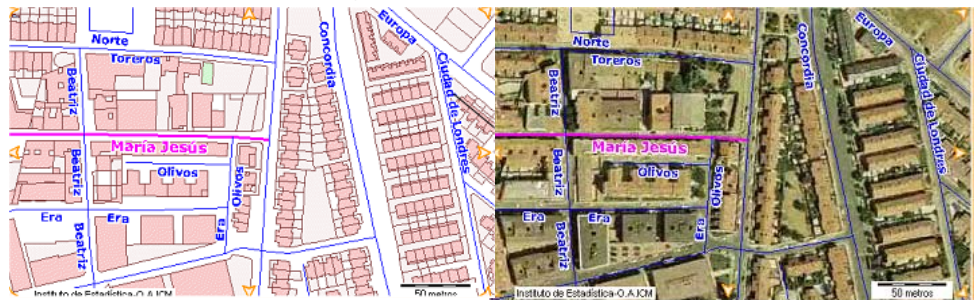 Norte
Toreros
Beatriz
Concordia
Europa
Ciudad de Londres
María Jesús
Beatriz
Olivos
Olivos
Era
Era
Era
Beatriz
Instituto de Estadística-O.A.ICM
50 metros
Norte
Toreros
Beatriz
Concordia
Europa
Ciudad de Londres
María Jesús
Beatriz
Olivos
Olivos
Era
Era
Era
Beatriz
Instituto de Estadística-O.A.ICM
50 metros